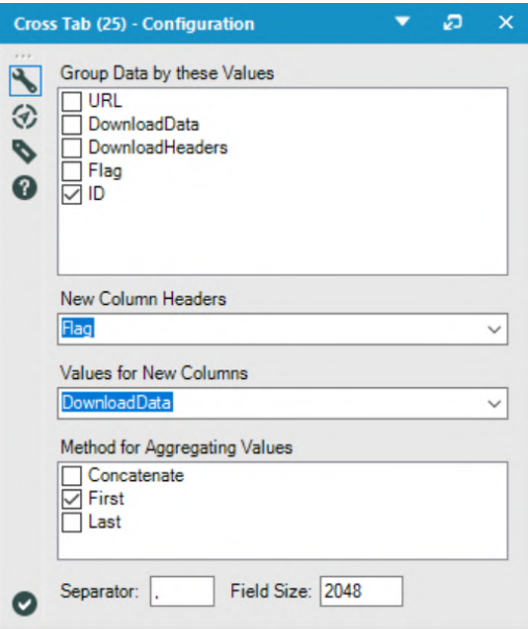 Cross Tab (25) - Configuration
Group Data by these Values
URL
DownloadData
DownloadHeaders
Flag
ID
New Column Headers
Flag
Values for New Columns
DownloadData
Method for Aggregating Values
Concatenate
First
Last
Separator: , Field Size: 2048